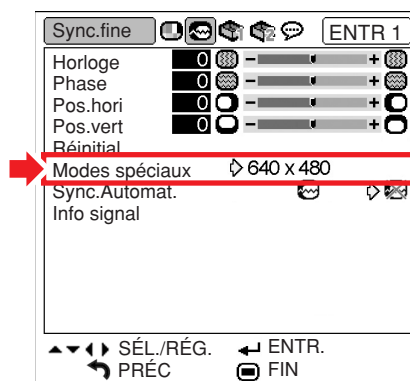 Sync.fine ENTR 1
Horloge 0 - +
Phase 0 - +
Pos.hori 0 - +
Pos.vert 0 - +
Réinitial
Modes spéciaux 640 x 480
Sync.Automat.
Info signal
SÉL./RÉG. ENTR.
PRÉC FIN